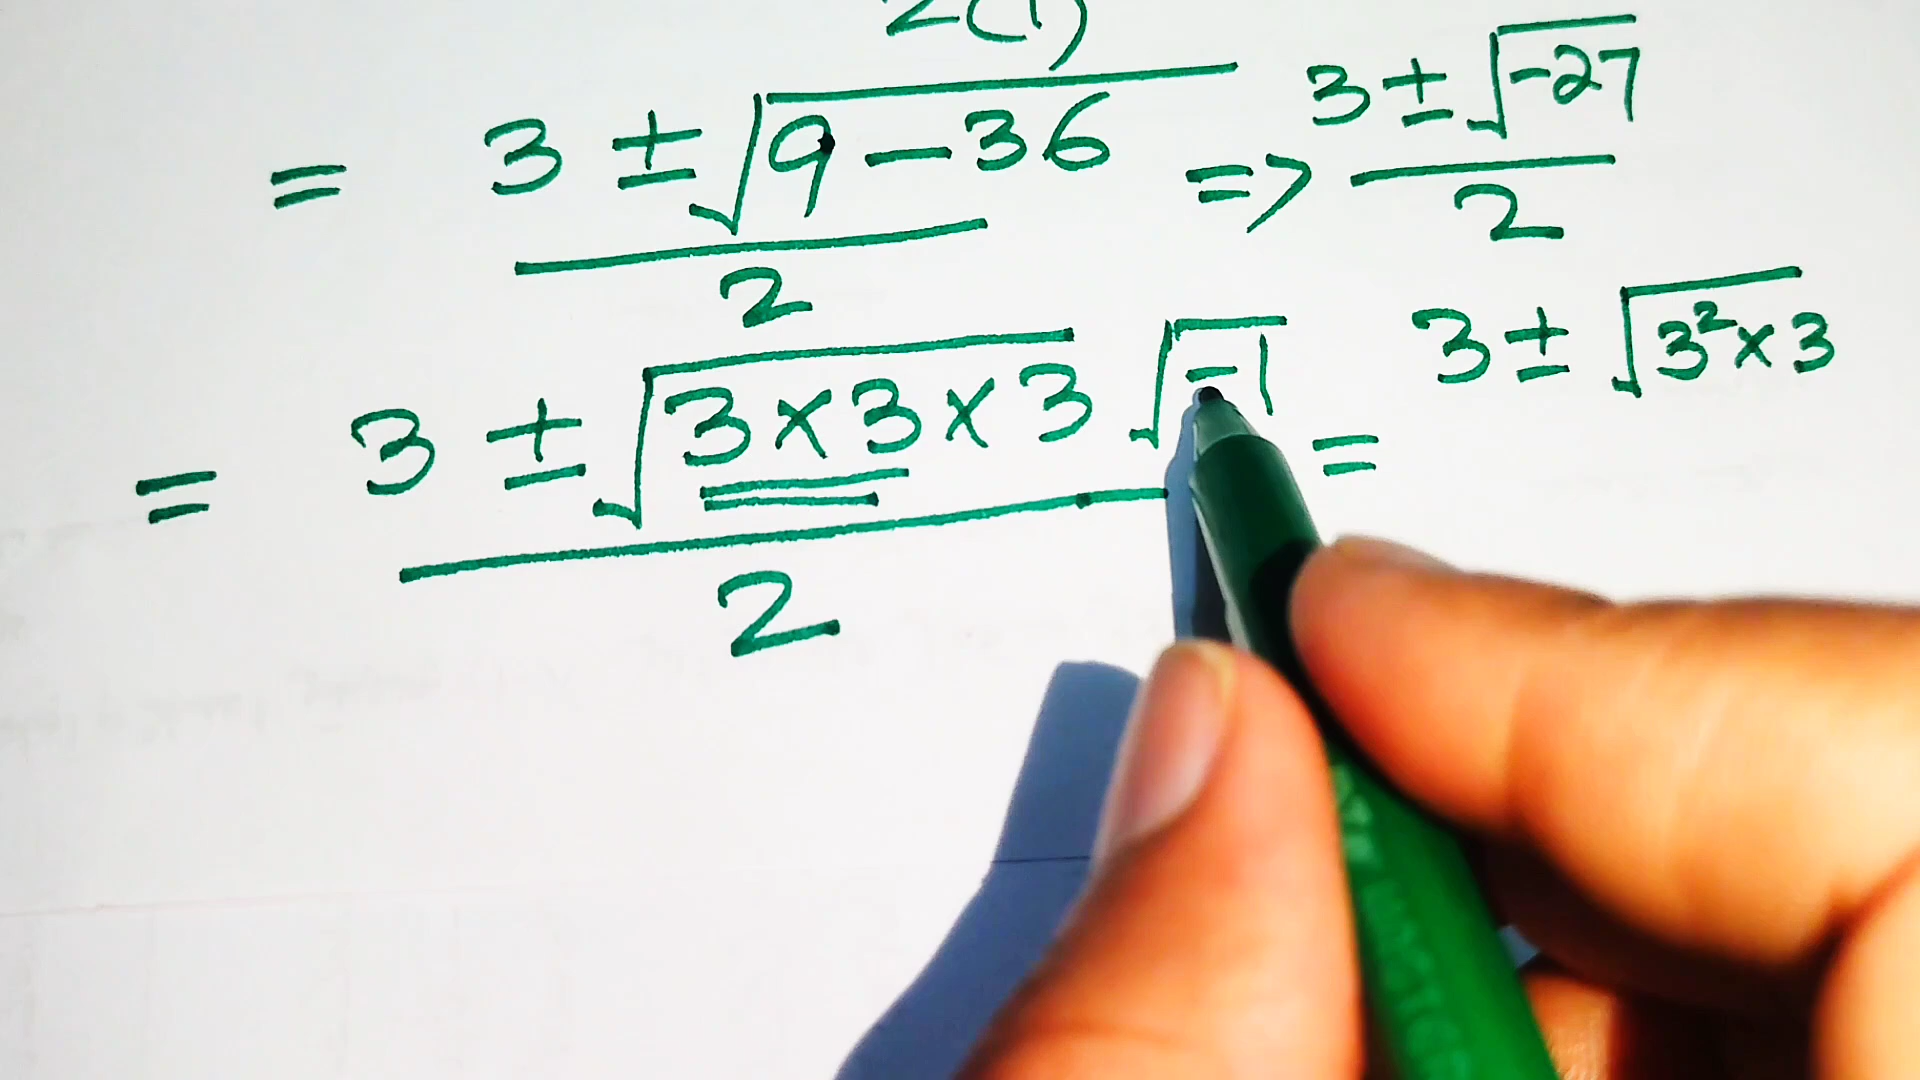 2(1)
= 3 ± √(9 - 36) / 2 => 3 ± √-27 / 2
= 3 ± √(3 × 3 × 3) √-1 / 2 = 3 ± √(3² × 3)